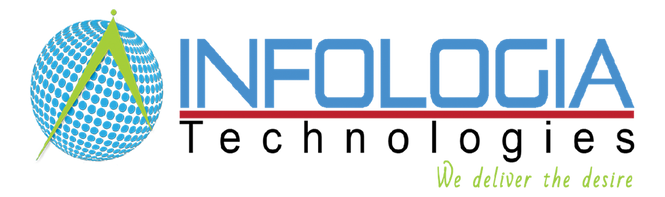 INFOLOGIA
Technologies
We deliver the desire